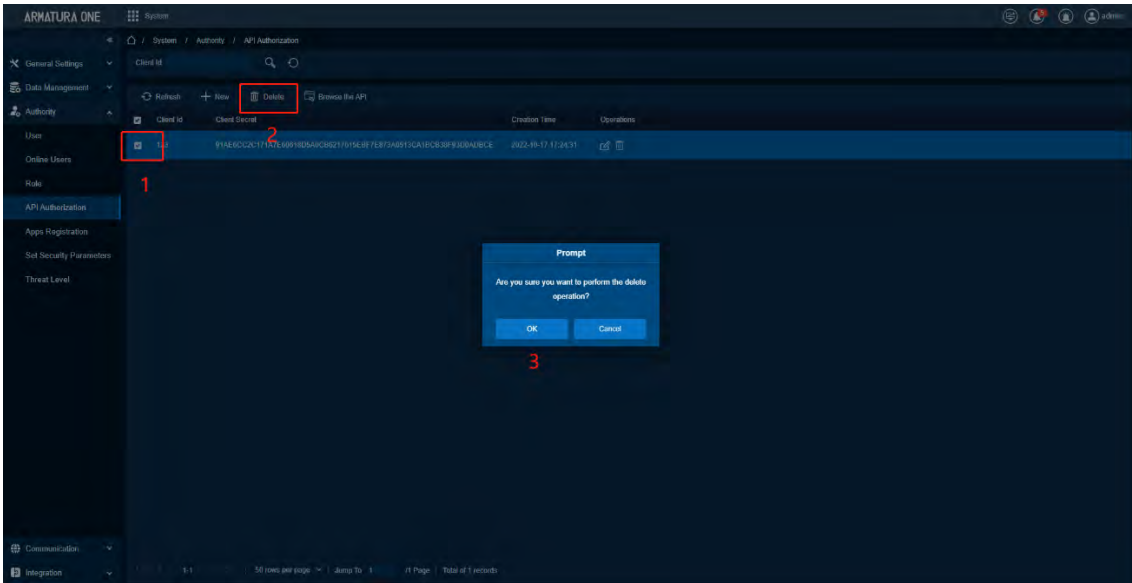 ARMATURA ONE
System
admin
System / Authority / API Authorization
General Settings
Client Id
Data Management
Refresh
New
Delete
Browse the API
Authority
Client Id
Client Secret
Creation Time
Operations
2
User
2022-10-17 17:24:31
Online Users
1
Role
API Authorization
Apps Registration
Prompt
Set Security Parameters
Threat Level
Are you sure you want to perform the delete
operation?
OK
Cancel
3
Communication
1-1
50 rows per page
Jump To 1
/1 Page
Total of 1 records
Integration